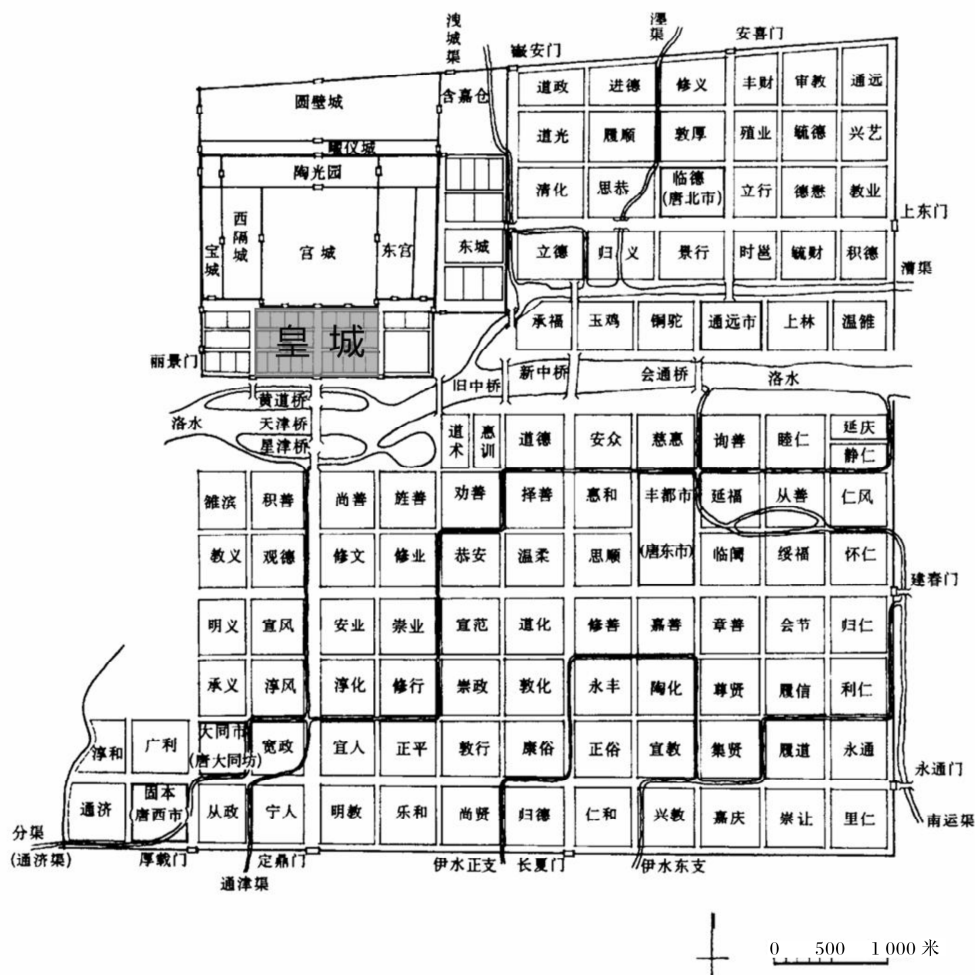 洩城渠
瀍渠
徽安门
安喜门
圆壁城
含嘉仓
道政 进德 修义 丰财 审教 通远
曜仪城
道光 履顺 敦厚 殖业 毓德 兴艺
陶光园
清化 思恭 临德 立行 德懋 教业
(唐北市)
上东门
西隔城
宝城
宫城
东宫
东城
立德 归义 景行 时邕 毓财 积德
漕渠
皇城
承福 玉鸡 铜驼 通远市 上林 温雒
丽景门
旧中桥
新中桥
会通桥
洛水
黄道桥
洛水
天津桥
星津桥
道术 惠训 道德 安众 慈惠 询善 睦仁 延庆
静仁
雒滨 积善 尚善 旌善 劝善 择善 惠和 丰都市 延福 从善 仁风
(唐东市)
教义 观德 修文 修业 恭安 温柔 思顺 临阛 绥福 怀仁
建春门
明义 宣风 安业 崇业 宣范 道化 修善 嘉善 章善 会节 归仁
承义 淳风 淳化 修行 崇政 敦化 永丰 陶化 尊贤 履信 利仁
淳和 广利 大同市 宽政 宜人 正平 敦行 康俗 正俗 宣教 集贤 履道 永通
(唐大同坊)
永通门
通济 固本 从政 宁人 明教 乐和 尚贤 归德 仁和 兴教 嘉庆 崇让 里仁
(唐西市)
南运渠
分渠
(通济渠)
厚载门
定鼎门
伊水正支
长夏门
伊水东支
通津渠
0 500 1 000 米